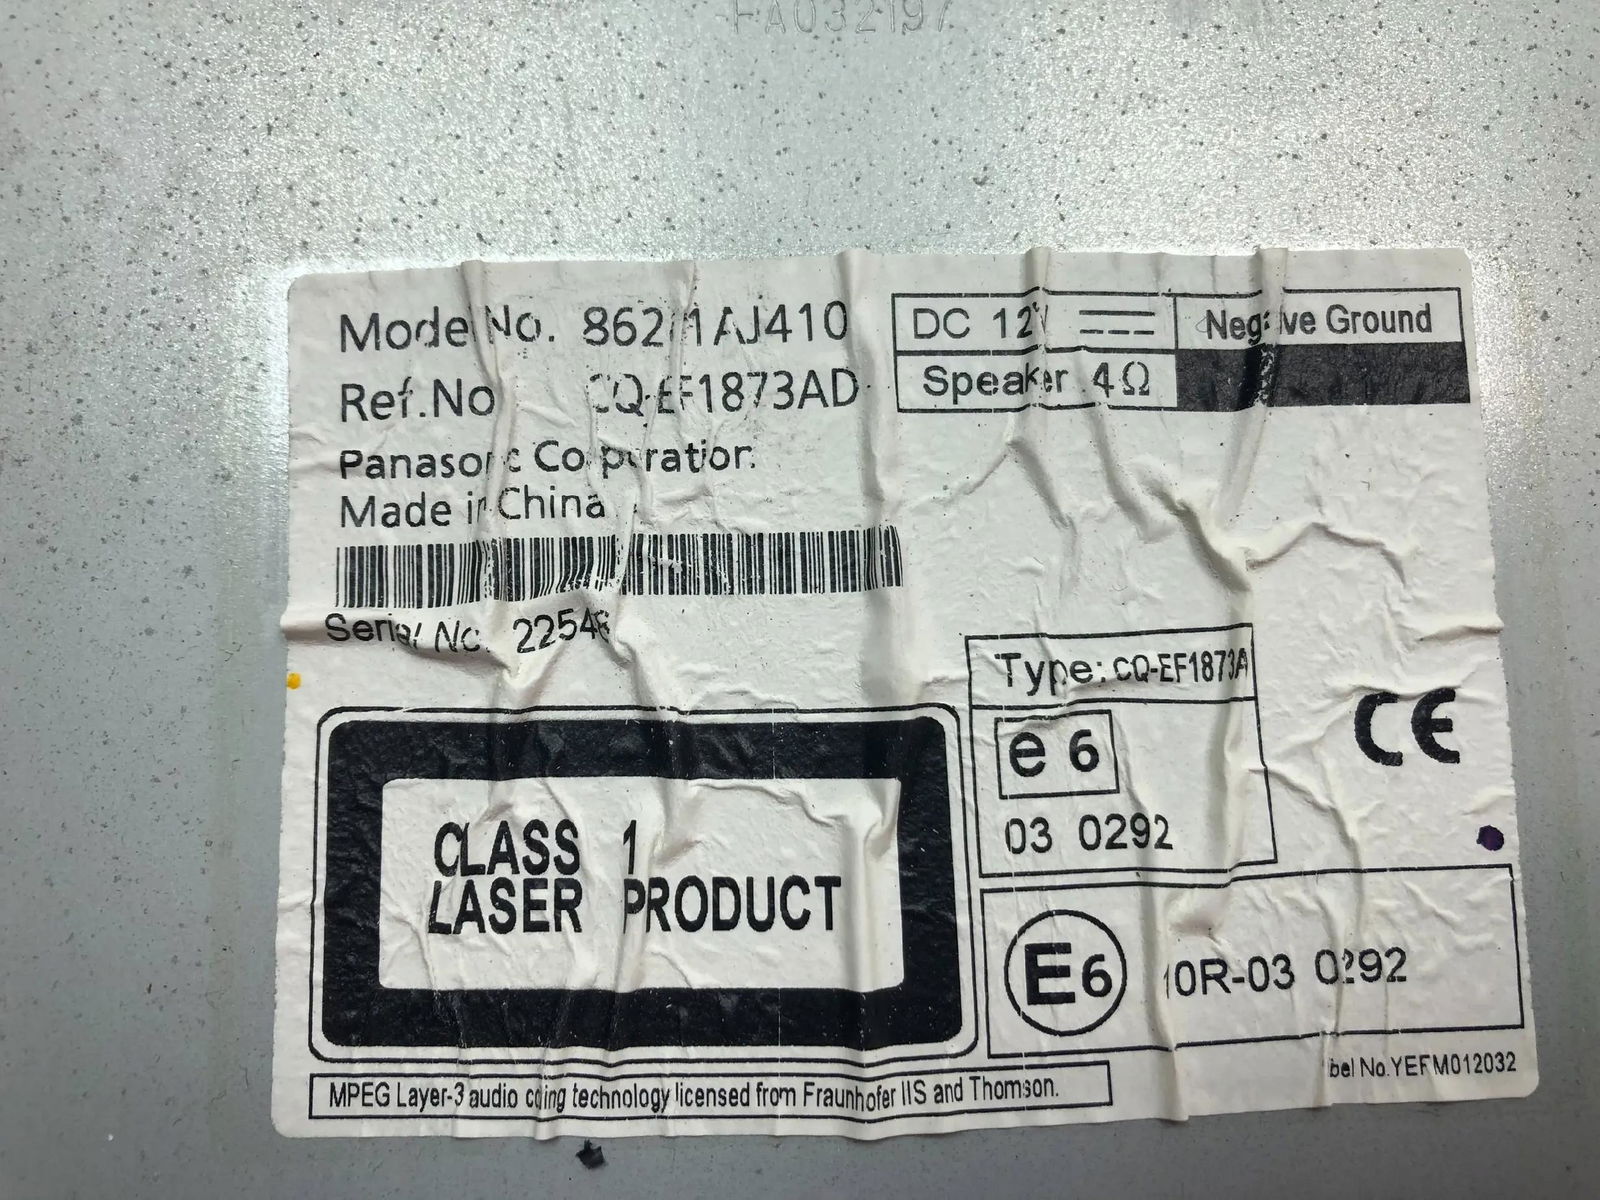 HA032197
Model No. 86201AJ410
Ref.No CQ-EF1873AD
Panasonic Corporation
Made in China
Serial No. 22546
DC 12V
Negative Ground
Speaker 4Ω
Type: CQ-EF1873A
e 6
03 0292
CE
CLASS 1
LASER PRODUCT
E6
10R-03 0292
bel No.YEFM012032
MPEG Layer-3 audio coding technology licensed from Fraunhofer IIS and Thomson.